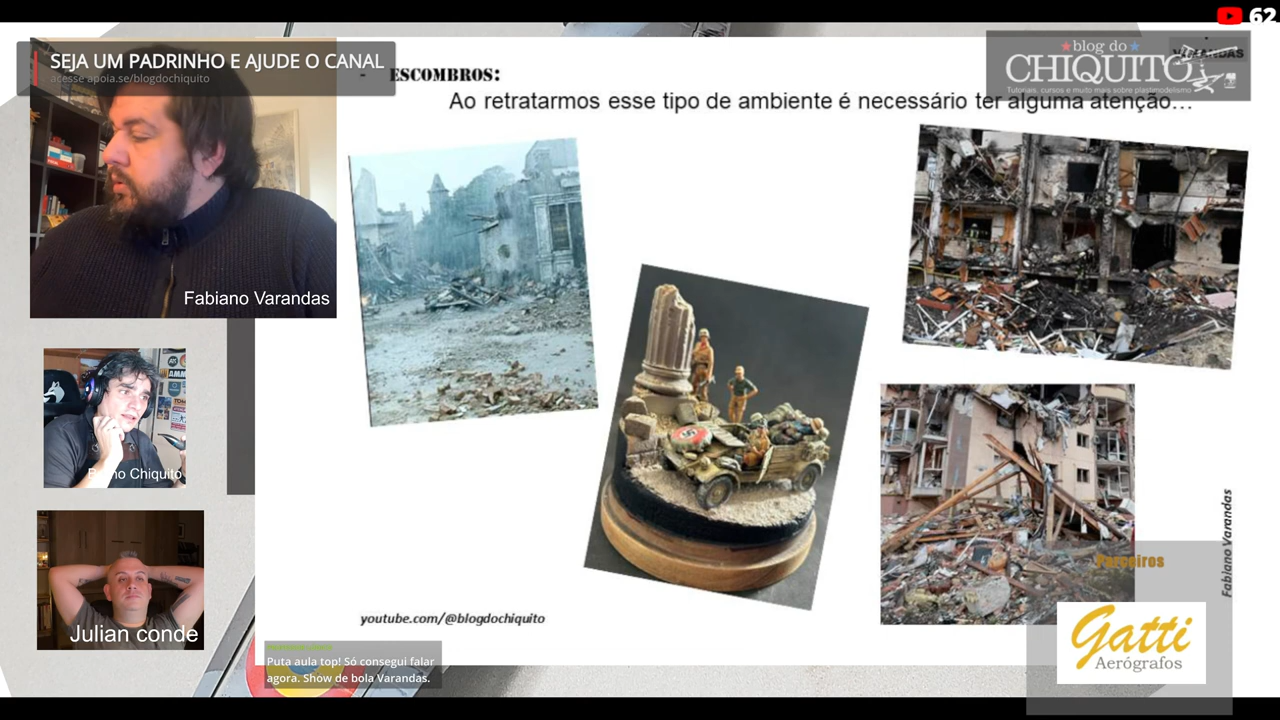 62
SEJA UM PADRINHO E AJUDE O CANAL
acesse apoia.se/blogdochiquito
ESCOMBROS:
Ao retratarmos esse tipo de ambiente é necessário ter alguma atenção...
blog do
CHIQUITO
Tutoriais, cursos e muito mais sobre plastimodelismo
VARANDAS
Fabiano Varandas
no Chiquito
Julian conde
Fabiano Varandas
Parceiros
Gatti
Aerógrafos
youtube.com/@blogdochiquito
Puta aula top! Só consegui falar
agora. Show de bola Varandas.